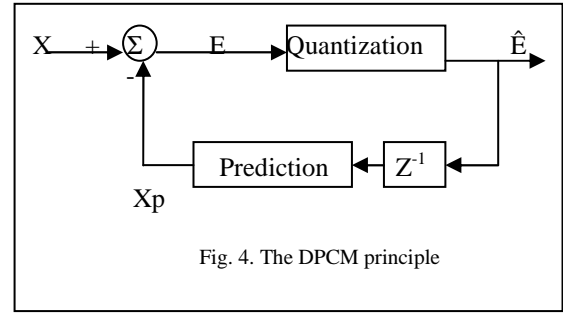 X + Σ E Quantization Ê
-
Prediction Z⁻¹
Xp
Fig. 4. The DPCM principle